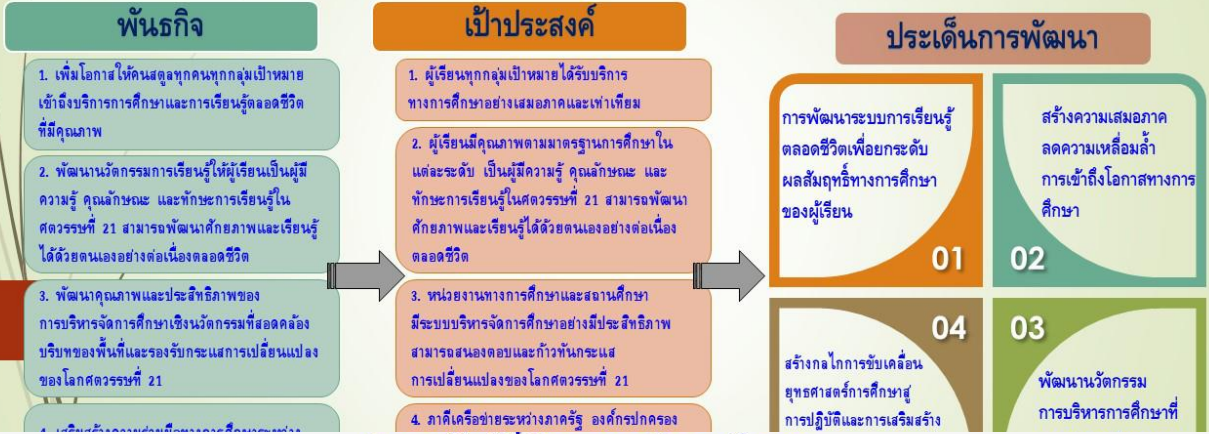 พันธกิจ
1. เพิ่มโอกาสให้คนสตูลทุกคนทุกกลุ่มเป้าหมาย
เข้าถึงบริการการศึกษาและการเรียนรู้ตลอดชีวิต
ที่มีคุณภาพ
2. พัฒนานวัตกรรมการเรียนรู้ให้ผู้เรียนเป็นผู้มี
ความรู้ คุณลักษณะ และทักษะการเรียนรู้ใน
ศตวรรษที่ 21 สามารถพัฒนาศักยภาพและเรียนรู้
ได้ด้วยตนเองอย่างต่อเนื่องตลอดชีวิต
3. พัฒนาคุณภาพและประสิทธิภาพของ
การบริหารจัดการศึกษาเชิงนวัตกรรมที่สอดคล้อง
บริบทของพื้นที่และรองรับกระแสการเปลี่ยนแปลง
ของโลกศตวรรษที่ 21
4. เสริมสร้างความร่วมมือทางการศึกษาระหว่าง
เป้าประสงค์
1. ผู้เรียนทุกกลุ่มเป้าหมายได้รับบริการ
ทางการศึกษาอย่างเสมอภาคและเท่าเทียม
2. ผู้เรียนมีคุณภาพตามมาตรฐานการศึกษาใน
แต่ละระดับ เป็นผู้มีความรู้ คุณลักษณะ และ
ทักษะการเรียนรู้ในศตวรรษที่ 21 สามารถพัฒนา
ศักยภาพและเรียนรู้ได้ด้วยตนเองอย่างต่อเนื่อง
ตลอดชีวิต
3. หน่วยงานทางการศึกษาและสถานศึกษา
มีระบบบริหารจัดการศึกษาอย่างมีประสิทธิภาพ
สามารถสนองตอบและก้าวทันกระแส
การเปลี่ยนแปลงของโลกศตวรรษที่ 21
4. ภาคีเครือข่ายระหว่างภาครัฐ องค์กรปกครอง
ประเด็นการพัฒนา
การพัฒนาระบบการเรียนรู้
ตลอดชีวิตเพื่อยกระดับ
ผลสัมฤทธิ์ทางการศึกษา
ของผู้เรียน
01
สร้างความเสมอภาค
ลดความเหลื่อมล้ำ
การเข้าถึงโอกาสทางการ
ศึกษา
02
04
สร้างกลไกการขับเคลื่อน
ยุทธศาสตร์การศึกษาสู่
การปฏิบัติและการเสริมสร้าง
03
พัฒนานวัตกรรม
การบริหารการศึกษาที่